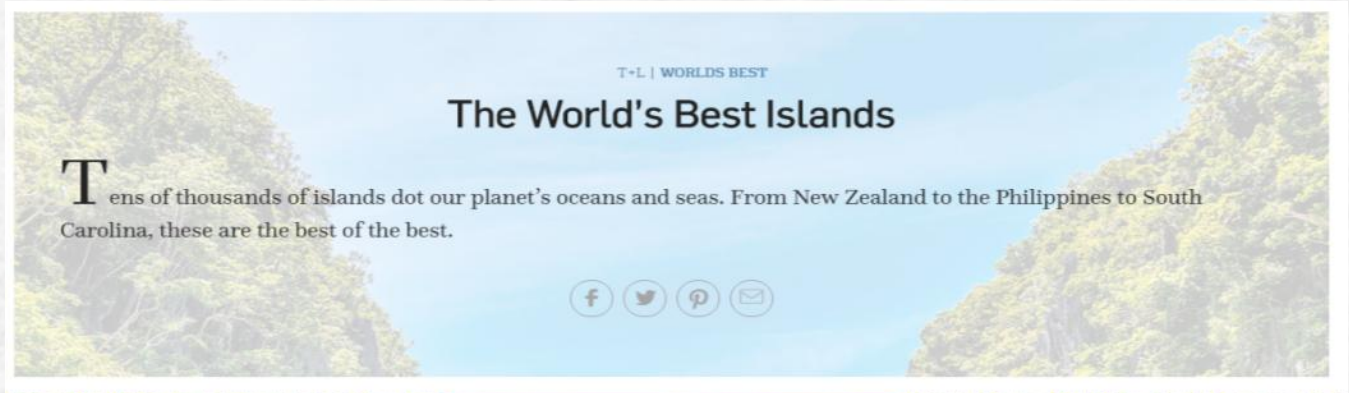 T+L | WORLDS BEST
The World's Best Islands
Tens of thousands of islands dot our planet's oceans and seas. From New Zealand to the Philippines to South
Carolina, these are the best of the best.